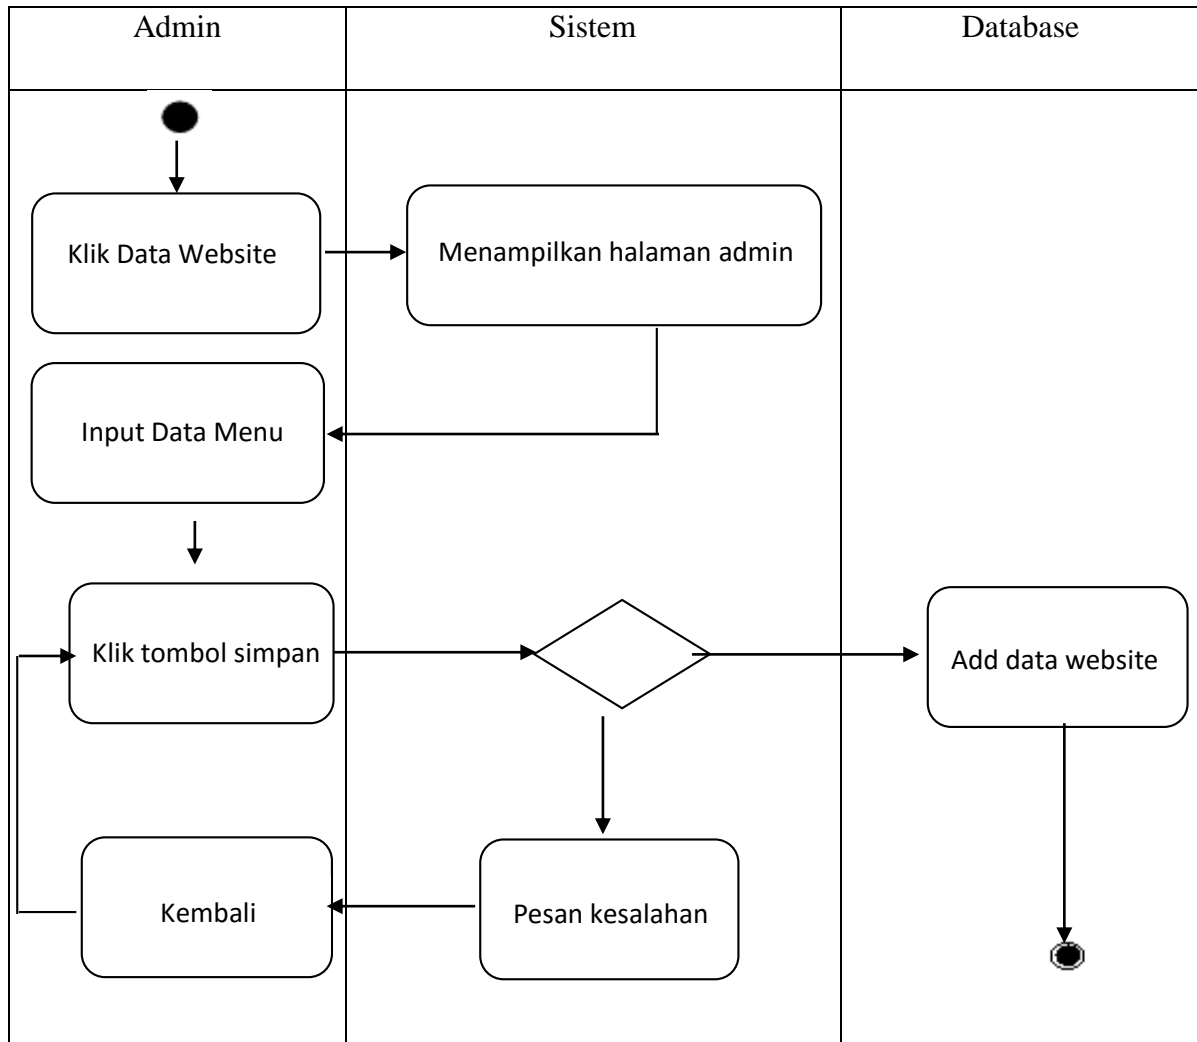 Admin
Sistem
Database
Klik Data Website
Menampilkan halaman admin
Input Data Menu
Klik tombol simpan
Add data website
Kembali
Pesan kesalahan